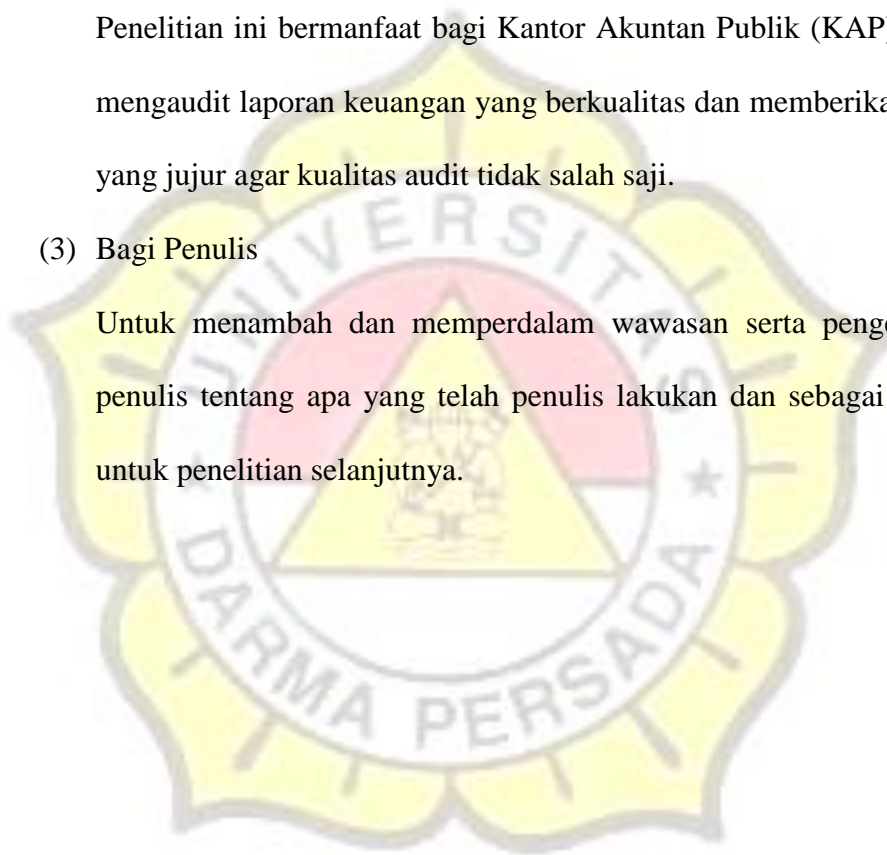 Penelitian ini bermanfaat bagi Kantor Akuntan Publik (KAP)
mengaudit laporan keuangan yang berkualitas dan
yang jujur agar kualitas audit tidak salah saji.
(3) Bagi Penulis
Untuk menambah dan memperdalam wawasan serta
penulis tentang apa yang telah penulis lakukan dan sebagai
untuk penelitian selanjutnya.
UNIVERSITAS
DARMA PERSADA